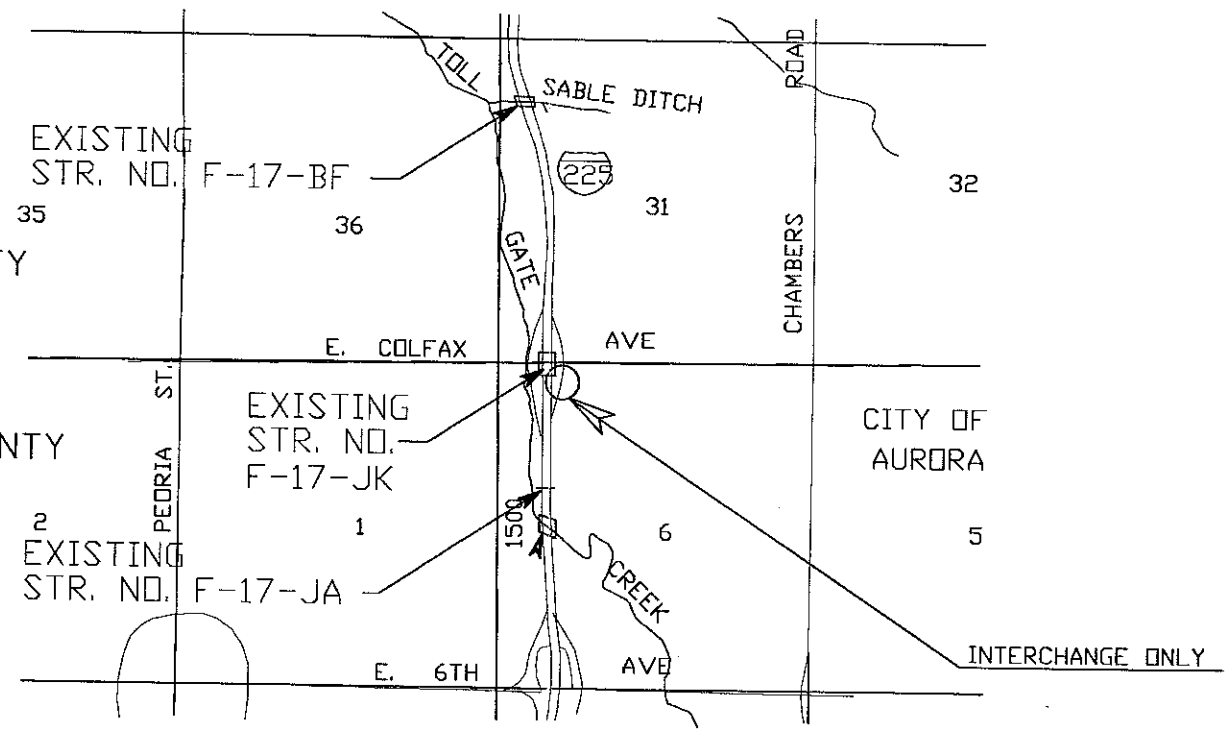 TOLL
SABLE DITCH
ROAD
EXISTING
STR. NO. F-17-BF
225
35
36
31
32
TY
GATE
CHAMBERS
E. COLFAX
AVE
PEORIA ST.
EXISTING
STR. NO.
F-17-JK
CITY OF
AURORA
NTY
2
1
1500
6
5
EXISTING
STR. NO. F-17-JA
CREEK
E. 6TH
AVE
INTERCHANGE ONLY